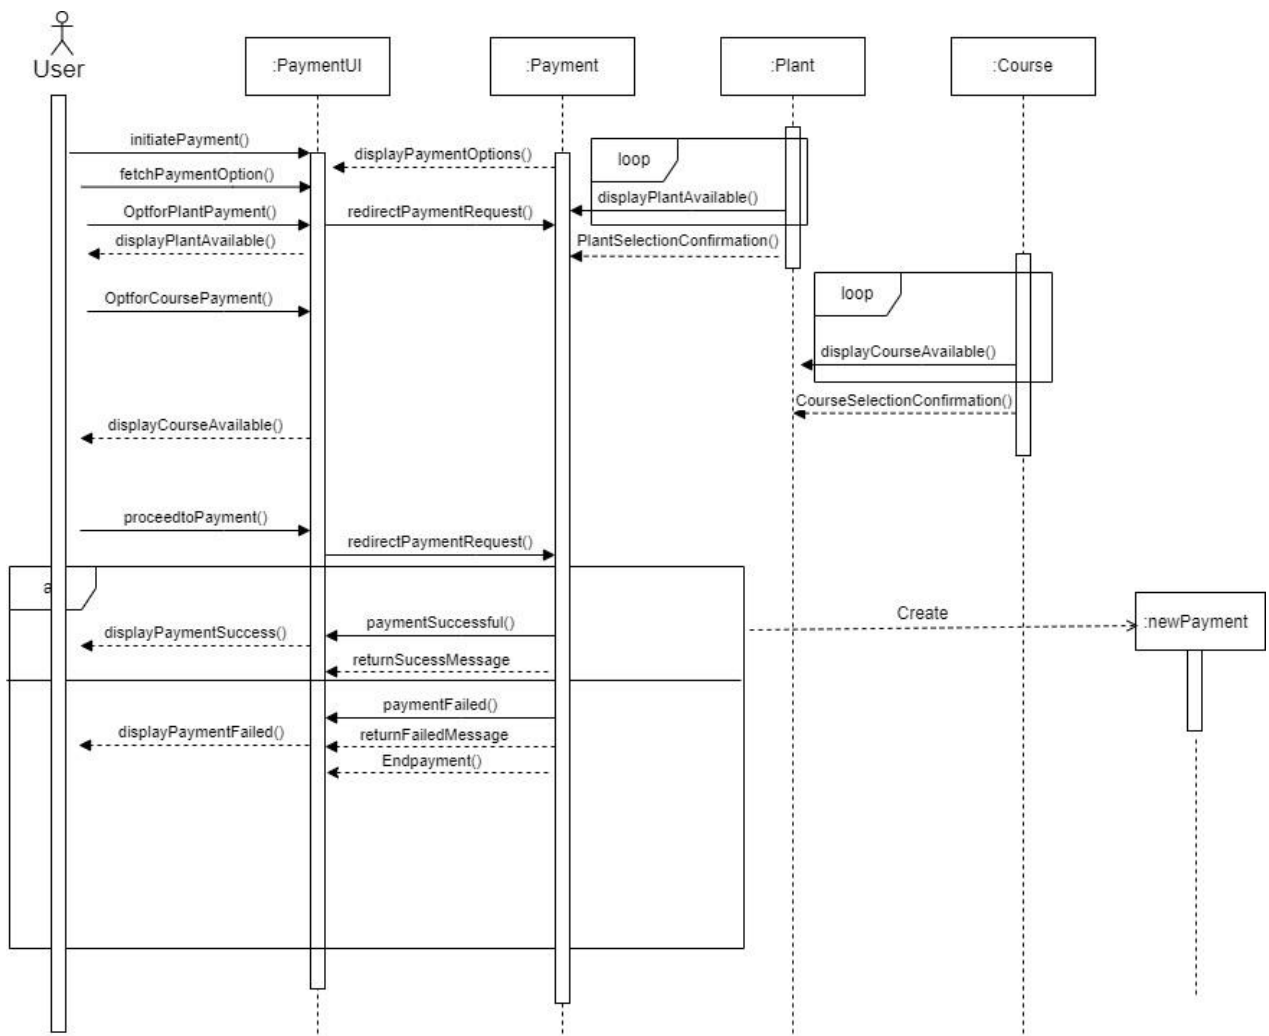 User
:PaymentUI
:Payment
:Plant
:Course
initiatePayment()
displayPaymentOptions()
loop
fetchPaymentOption()
displayPlantAvailable()
OptforPlantPayment()
redirectPaymentRequest()
displayPlantAvailable()
PlantSelectionConfirmation()
OptforCoursePayment()
loop
displayCourseAvailable()
CourseSelectionConfirmation()
displayCourseAvailable()
proceedtoPayment()
redirectPaymentRequest()
Create
:newPayment
paymentSuccessful()
displayPaymentSuccess()
returnSucessMessage
paymentFailed()
displayPaymentFailed()
returnFailedMessage
Endpayment()